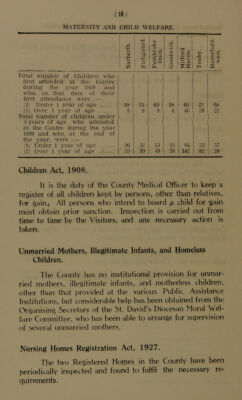 ( 18 )
MATERNITY AND CHILD WELFARE.
Narberth. Fishguard. Pembroke Dock. Goodwick. Milford Haven. Tenby. Haverfordwest.
Total number of Children who
first attended at the Centre
during the year 1939 and
who, on that date of their
first attendance were :—
(1) Under 1 year of age
(2) Over 1 year of age
Total number of children under
5 years of age who attended
at the Centre during the year
1939 and who, at the end of
the year were :—
(1) Under 1 year of age
(2) Over 1 year of age
Children Act, 1908.
It is the duty of the County Medical Officer to keep a
register of all children kept by persons, other than relatives,
for gain. All persons who intend to board a child for gain
must obtain prior sanction. Inspection is carried out from
time to time by the Visitors, and any necessary action is
taken.
Unmarried Mothers, Illegitimate Infants, and Homeless
Children.
The County has no institutional provision for unmar-
ried mothers, illegitimate infants, and motherless children,
other than that provided at the various Public Assistance
Institutions, but considerable help has been obtained from the
Organising Secretary of the St. David's Diocesan Moral Wel-
fare Committee, who has been able to arrange for supervision
of several unmarried mothers.
Nursing Homes Registration Act, 1927.
The two Registered Homes in the County have been
periodically inspected and found to fulfil the necessary re-
quirements.